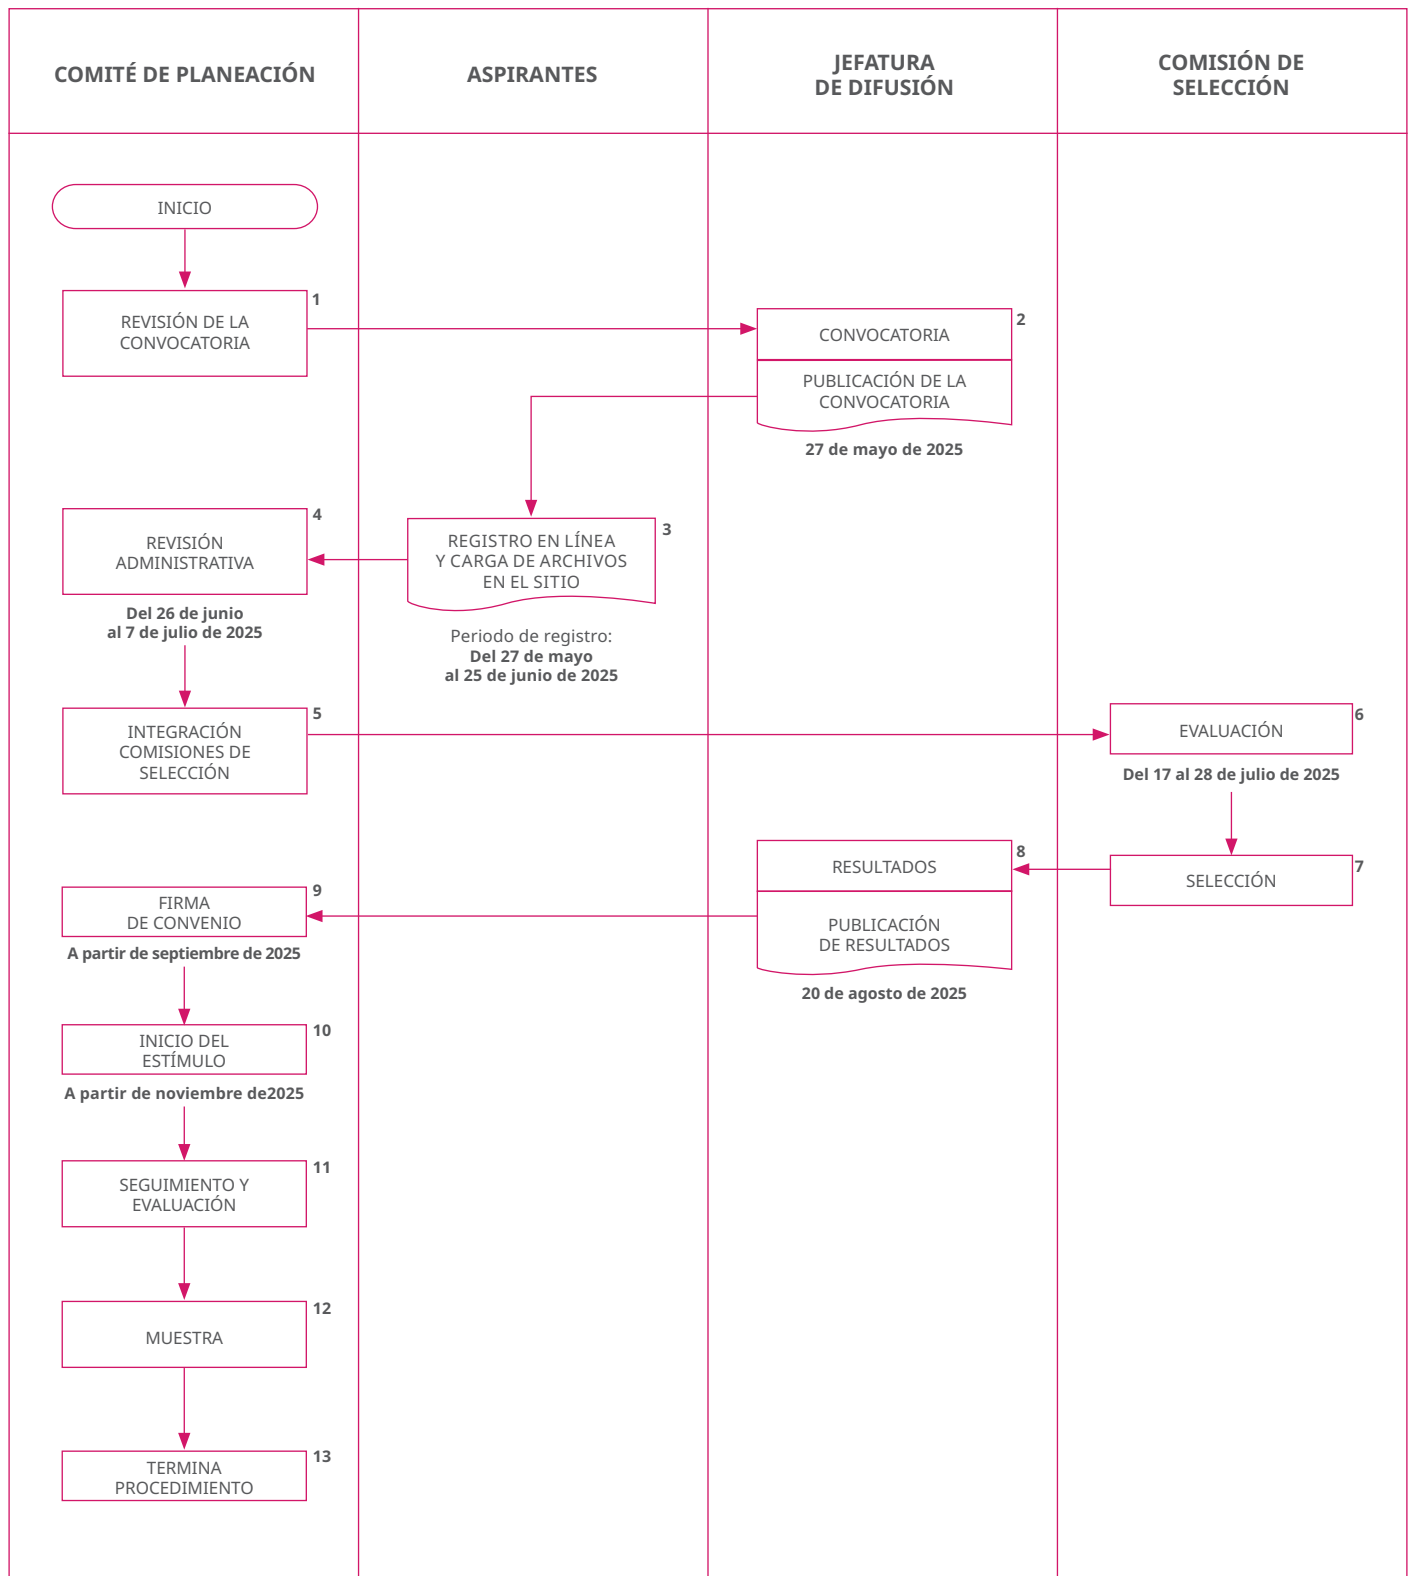 COMITÉ DE PLANEACIÓN
ASPIRANTES
JEFATURA
DE DIFUSIÓN
COMISIÓN DE
SELECCIÓN
INICIO
1
REVISIÓN DE LA
CONVOCATORIA
2
CONVOCATORIA
PUBLICACIÓN DE LA
CONVOCATORIA
27 de mayo de 2025
3
REGISTRO EN LÍNEA
Y CARGA DE ARCHIVOS
EN EL SITIO
Periodo de registro:
Del 27 de mayo
al 25 de junio de 2025
4
REVISIÓN
ADMINISTRATIVA
Del 26 de junio
al 7 de julio de 2025
5
INTEGRACIÓN
COMISIONES DE
SELECCIÓN
6
EVALUACIÓN
Del 17 al 28 de julio de 2025
7
SELECCIÓN
8
RESULTADOS
PUBLICACIÓN
DE RESULTADOS
20 de agosto de 2025
9
FIRMA
DE CONVENIO
A partir de septiembre de 2025
10
INICIO DEL
ESTÍMULO
A partir de noviembre de2025
11
SEGUIMIENTO Y
EVALUACIÓN
12
MUESTRA
13
TERMINA
PROCEDIMIENTO